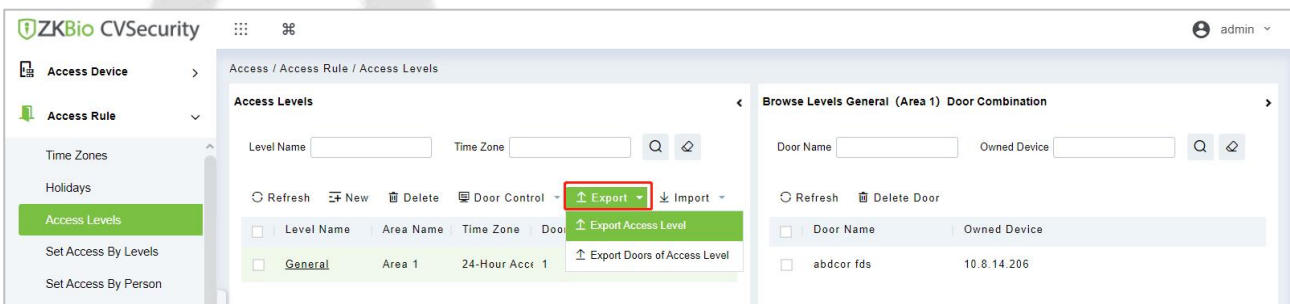 ZKBio CVSecurity
admin
Access Device
Access Rule
Time Zones
Holidays
Access Levels
Set Access By Levels
Set Access By Person
Access / Access Rule / Access Levels
Access Levels
Level Name Time Zone
Refresh New Delete Door Control Export Import
Level Name Area Name Time Zone Doo
General Area 1 24-Hour Acce 1
Export Access Level
Export Doors of Access Level
Browse Levels General (Area 1) Door Combination
Door Name Owned Device
Refresh Delete Door
Door Name Owned Device
abdcor fds 10.8.14.206